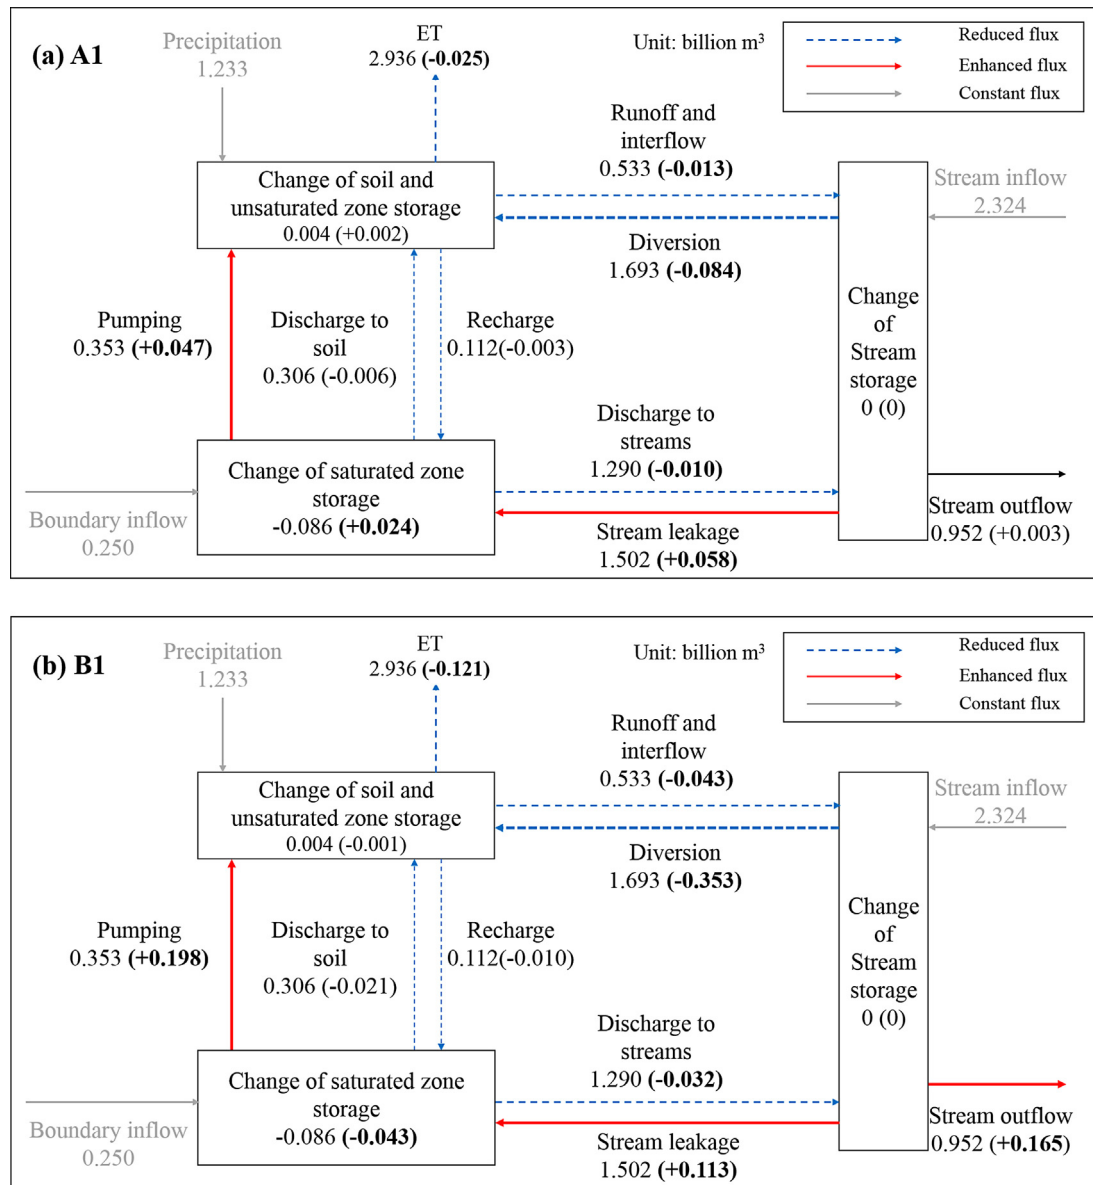 (a) A1
Precipitation
1.233
ET
2.936 (-0.025)
Unit: billion m³
Reduced flux
Enhanced flux
Constant flux
Runoff and
interflow
0.533 (-0.013)
Change of soil and
unsaturated zone storage
0.004 (+0.002)
Diversion
1.693 (-0.084)
Stream inflow
2.324
Change
of
Stream
storage
0 (0)
Pumping
0.353 (+0.047)
Discharge to
soil
0.306 (-0.006)
Recharge
0.112(-0.003)
Discharge to
streams
1.290 (-0.010)
Change of saturated zone
storage
-0.086 (+0.024)
Boundary inflow
0.250
Stream leakage
1.502 (+0.058)
Stream outflow
0.952 (+0.003)
(b) B1
Precipitation
1.233
ET
2.936 (-0.121)
Unit: billion m³
Reduced flux
Enhanced flux
Constant flux
Runoff and
interflow
0.533 (-0.043)
Change of soil and
unsaturated zone storage
0.004 (-0.001)
Diversion
1.693 (-0.353)
Stream inflow
2.324
Change
of
Stream
storage
0 (0)
Pumping
0.353 (+0.198)
Discharge to
soil
0.306 (-0.021)
Recharge
0.112(-0.010)
Discharge to
streams
1.290 (-0.032)
Change of saturated zone
storage
-0.086 (-0.043)
Boundary inflow
0.250
Stream leakage
1.502 (+0.113)
Stream outflow
0.952 (+0.165)